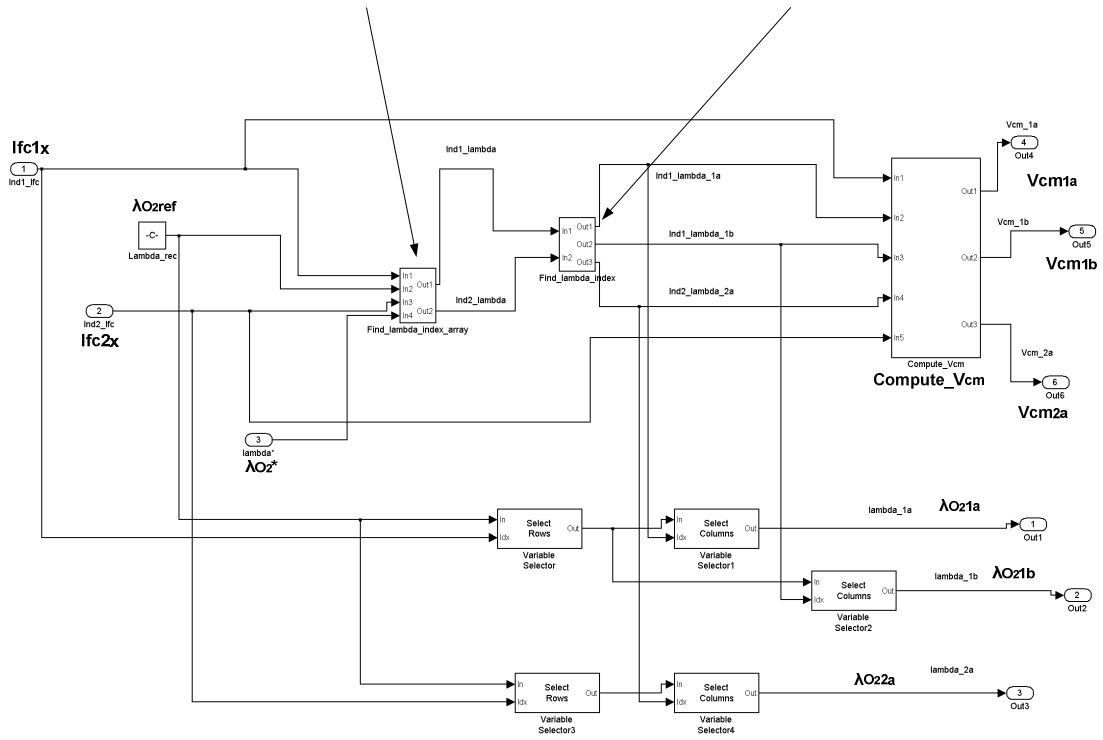 Ifc1x
1
Ind1_Ifc
λO2ref
-C-
Lambda_rec
2
Ind2_Ifc
Ifc2x
3
lambda*
λO2*
In1
In2
In3
In4
Out1
Out2
Find_lambda_index_array
Ind1_lambda
Ind2_lambda
In1
In2
Out1
Out2
Out3
Find_lambda_index
Ind1_lambda_1a
Ind1_lambda_1b
Ind2_lambda_2a
In1
In2
In3
In4
In5
Out1
Out2
Out3
Compute_Vcm
Compute_Vcm
Vcm_1a
4
Out4
Vcm1a
Vcm_1b
5
Out5
Vcm1b
Vcm_2a
6
Out6
Vcm2a
In
Idx
Select
Rows
Out
Variable
Selector
In
Idx
Select
Columns
Out
Variable
Selector1
lambda_1a
λO21a
1
Out1
In
Idx
Select
Columns
Out
Variable
Selector2
lambda_1b
λO21b
2
Out2
In
Idx
Select
Rows
Out
Variable
Selector3
In
Idx
Select
Columns
Out
Variable
Selector4
λO22a
lambda_2a
3
Out3